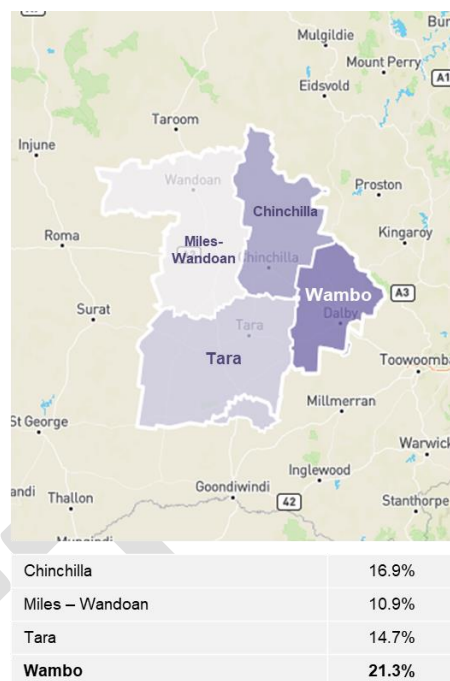 Mulgildie
Bur
Mount Perry
A1
Eidsvold
Taroom
Injune
Wandoan
Proston
Chinchilla
Miles-
Wandoan
Kingaroy
Roma
Chinchilla
Wambo
A3
Dalby
Surat
Tara
Tara
Toowoomb
Millmerran
St George
Warwick
Inglewood
andi
Thallon
Goondiwindi
42
Stanthorpe
Chinchilla 16.9%
Miles – Wandoan 10.9%
Tara 14.7%
Wambo 21.3%